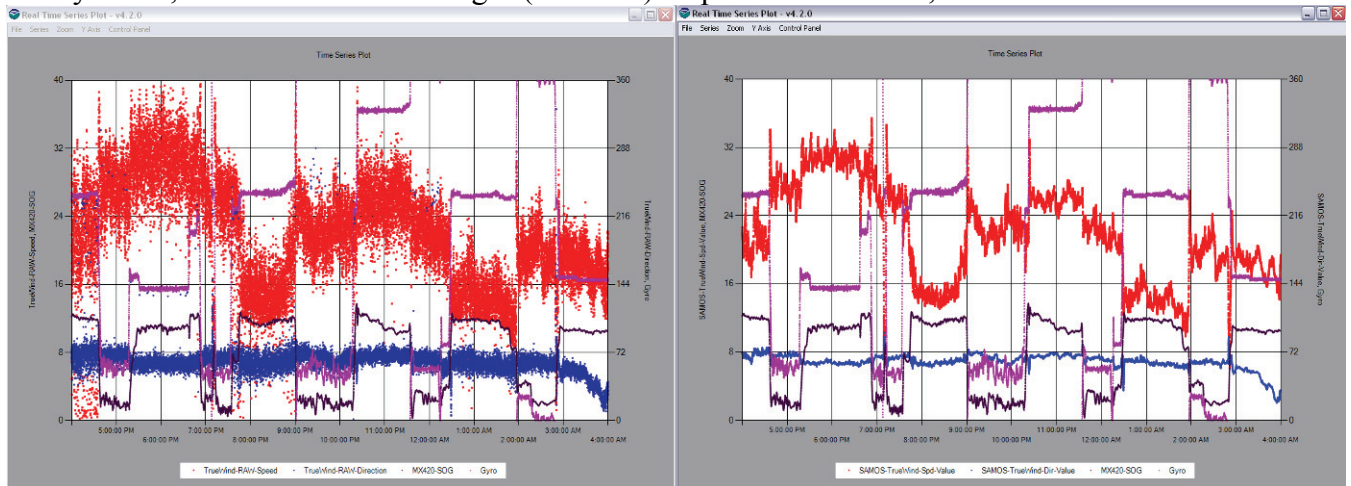 Real Time Series Plot - v4.2.0
File Series Zoom Y Axis Control Panel
Time Series Plot
40
32
24
16
8
0
360
288
216
144
72
0
TrueWind-RAW-Speed, MX420-SOG
TrueWind-RAW-Direction, Gyro
5:00:00 PM
6:00:00 PM
7:00:00 PM
8:00:00 PM
9:00:00 PM
10:00:00 PM
11:00:00 PM
12:00:00 AM
1:00:00 AM
2:00:00 AM
3:00:00 AM
4:00:00 AM
TrueWind-RAW-Speed TrueWind-RAW-Direction MX420-SOG Gyro
Real Time Series Plot - v4.2.0
File Series Zoom Y Axis Control Panel
Time Series Plot
40
32
24
16
8
0
360
288
216
144
72
0
SAMOS-TrueWind-Spd-Value, MX420-SOG
SAMOS-TrueWind-Dir-Value, Gyro
5:00:00 PM
6:00:00 PM
7:00:00 PM
8:00:00 PM
9:00:00 PM
10:00:00 PM
11:00:00 PM
12:00:00 AM
1:00:00 AM
2:00:00 AM
3:00:00 AM
4:00:00 AM
SAMOS-TrueWind-Spd-Value SAMOS-TrueWind-Dir-Value MX420-SOG Gyro